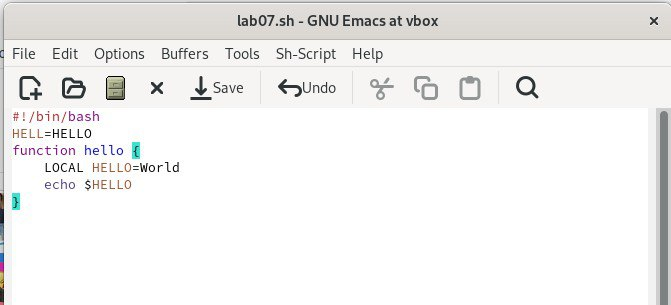 lab07.sh - GNU Emacs at vbox
File Edit Options Buffers Tools Sh-Script Help
Save Undo
#!/bin/bash
HELL=HELLO
function hello {
    LOCAL HELLO=World
    echo $HELLO
}